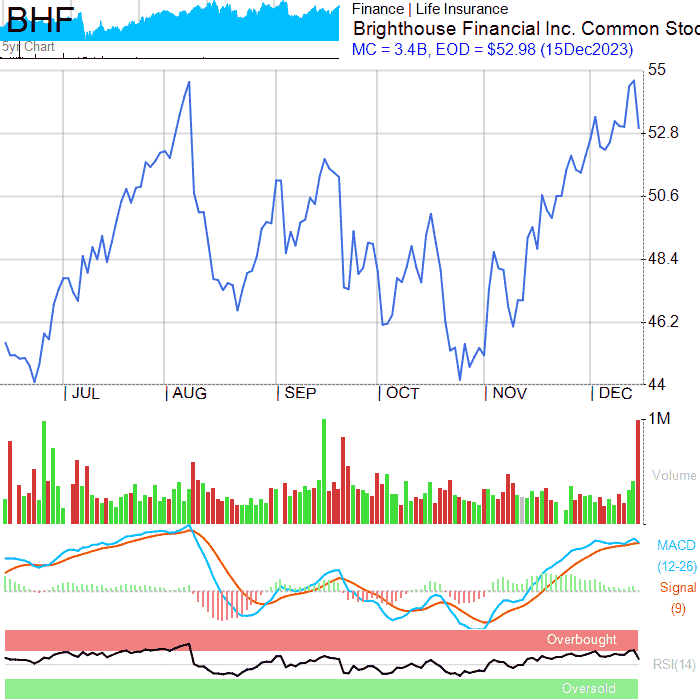 BHF
5yr Chart
Finance | Life Insurance
Brighthouse Financial Inc. Common Stoc
MC = 3.4B, EOD = $52.98 (15Dec2023)
55
52.8
50.6
48.4
46.2
44
JUL AUG SEP OCT NOV DEC
1M
Volume
MACD
(12-26)
Signal
(9)
Overbought
RSI(14)
Oversold